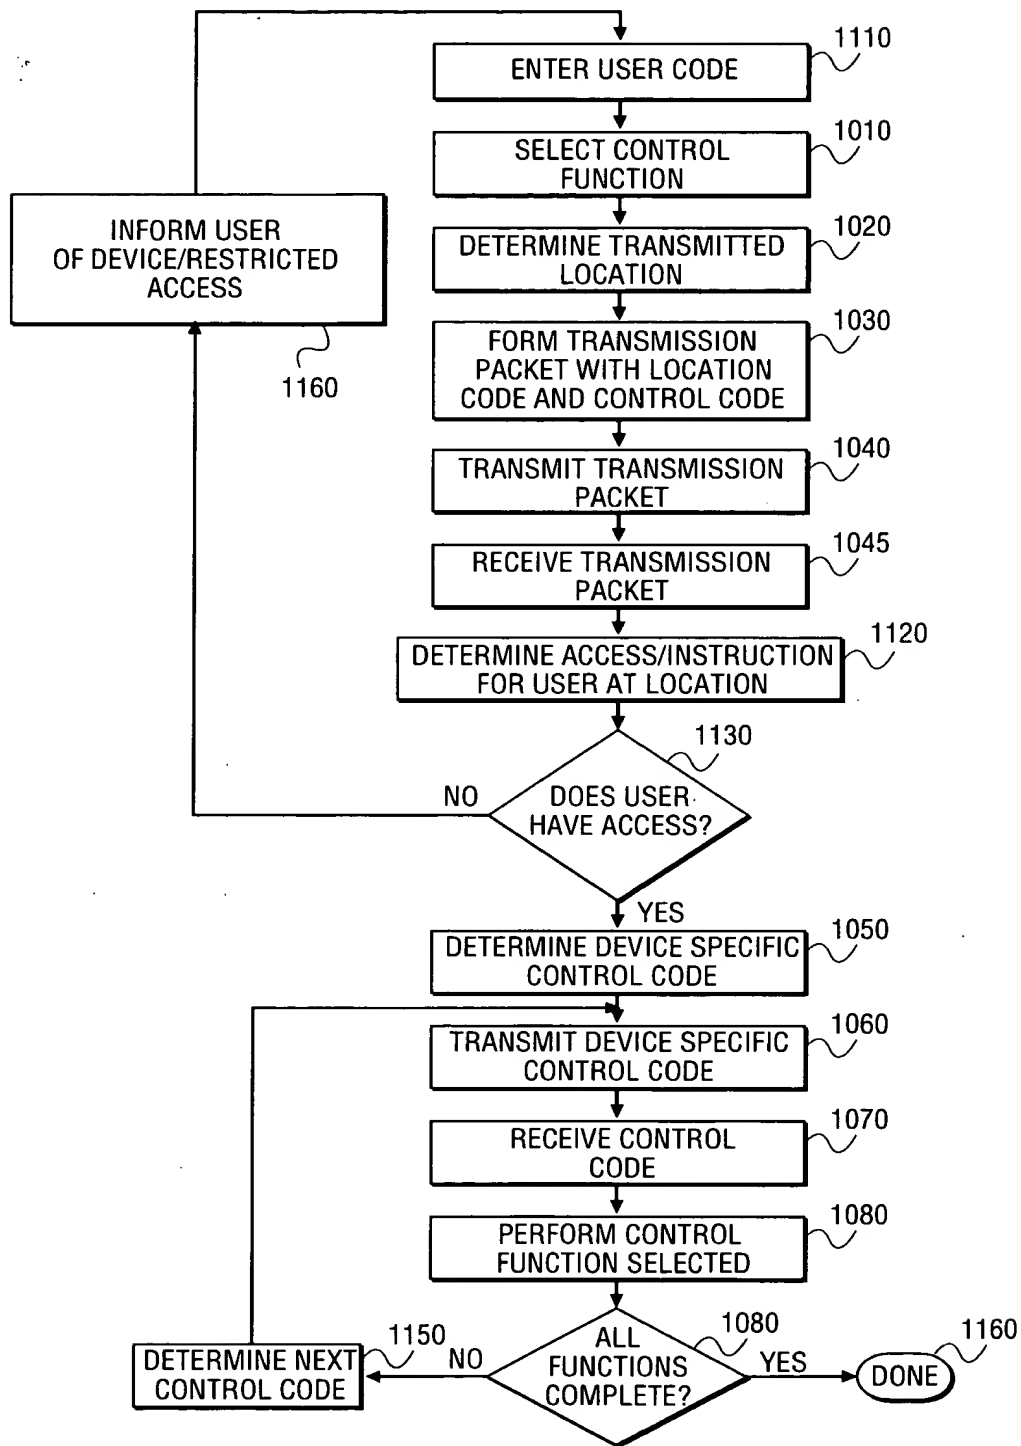 1110
ENTER USER CODE
1010
SELECT CONTROL
FUNCTION
1020
DETERMINE TRANSMITTED
LOCATION
INFORM USER
OF DEVICE/RESTRICTED
ACCESS
1160
1030
FORM TRANSMISSION
PACKET WITH LOCATION
CODE AND CONTROL CODE
1040
TRANSMIT TRANSMISSION
PACKET
1045
RECEIVE TRANSMISSION
PACKET
1120
DETERMINE ACCESS/INSTRUCTION
FOR USER AT LOCATION
1130
DOES USER
HAVE ACCESS?
NO
YES
1050
DETERMINE DEVICE SPECIFIC
CONTROL CODE
1060
TRANSMIT DEVICE SPECIFIC
CONTROL CODE
1070
RECEIVE CONTROL
CODE
1080
PERFORM CONTROL
FUNCTION SELECTED
1080
ALL
FUNCTIONS
COMPLETE?
NO
YES
1150
DETERMINE NEXT
CONTROL CODE
1160
DONE